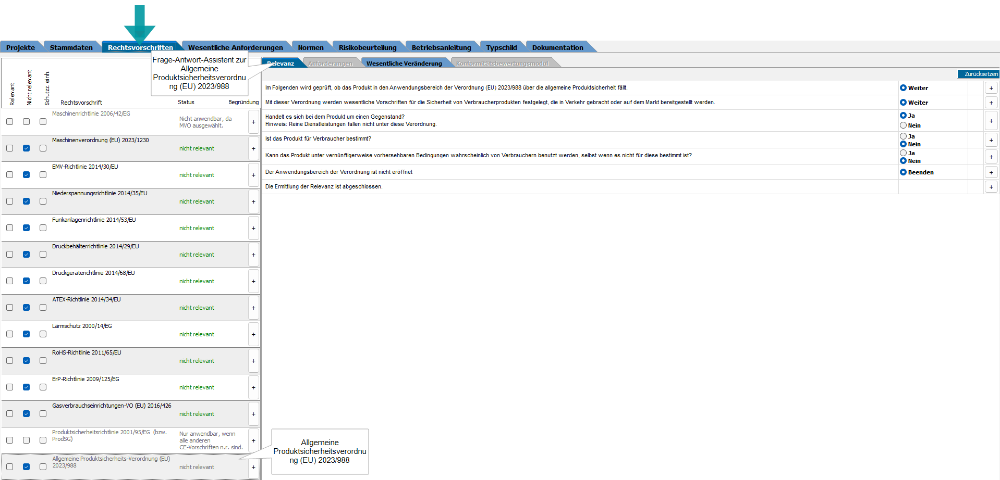 Projekte
Stammdaten
Rechtsvorschriften
Wesentliche Anforderungen
Normen
Risikobeurteilung
Betriebsanleitung
Typschild
Dokumentation
Frage-Antwort-Assistent zur
Allgemeine
Produktsicherheitsverordnu
ng (EU) 2023/988
Relevanz
Anforderungen
Wesentliche Veränderung
Konformitätsbewertungsmodul
Zurücksetzen
Relevant
Nicht relevant
Schutzz. einh.
Rechtsvorschrift
Status
Begründung
Maschinenrichtlinie 2006/42/EG
Nicht anwendbar, da
MVO ausgewählt.
+
Maschinenverordnung (EU) 2023/1230
nicht relevant
+
EMV-Richtlinie 2014/30/EU
nicht relevant
+
Niederspannungsrichtlinie 2014/35/EU
nicht relevant
+
Funkanlagenrichtlinie 2014/53/EU
nicht relevant
+
Druckbehälterrichtlinie 2014/29/EU
nicht relevant
+
Druckgeräterichtlinie 2014/68/EU
nicht relevant
+
ATEX-Richtlinie 2014/34/EU
nicht relevant
+
Lärmschutz 2000/14/EG
nicht relevant
+
RoHS-Richtlinie 2011/65/EU
nicht relevant
+
ErP-Richtlinie 2009/125/EG
nicht relevant
+
Gasverbrauchseinrichtungen-VO (EU) 2016/426
nicht relevant
+
Produktsicherheitsrichtlinie 2001/95/EG (bzw.
ProdSG)
Nur anwendbar, wenn
alle anderen
CE-Vorschriften n.r. sind.
+
Allgemeine Produktsicherheits-Verordnung (EU)
2023/988
nicht relevant
+
Im Folgenden wird geprüft, ob das Produkt in den Anwendungsbereich der Verordnung (EU) 2023/988 über die allgemeine Produktsicherheit fällt.
Weiter
+
Mit dieser Verordnung werden wesentliche Vorschriften für die Sicherheit von Verbraucherprodukten festgelegt, die in Verkehr gebracht oder auf dem Markt bereitgestellt werden.
Weiter
+
Handelt es sich bei dem Produkt um einen Gegenstand?
Hinweis: Reine Dienstleistungen fallen nicht unter diese Verordnung.
Ja
Nein
+
Ist das Produkt für Verbraucher bestimmt?
Ja
Nein
+
Kann das Produkt unter vernünftigerweise vorhersehbaren Bedingungen wahrscheinlich von Verbrauchern benutzt werden, selbst wenn es nicht für diese bestimmt ist?
Ja
Nein
+
Der Anwendungsbereich der Verordnung ist nicht eröffnet
Beenden
+
Die Ermittlung der Relevanz ist abgeschlossen.
+
Allgemeine
Produktsicherheitsverordnu
ng (EU) 2023/988